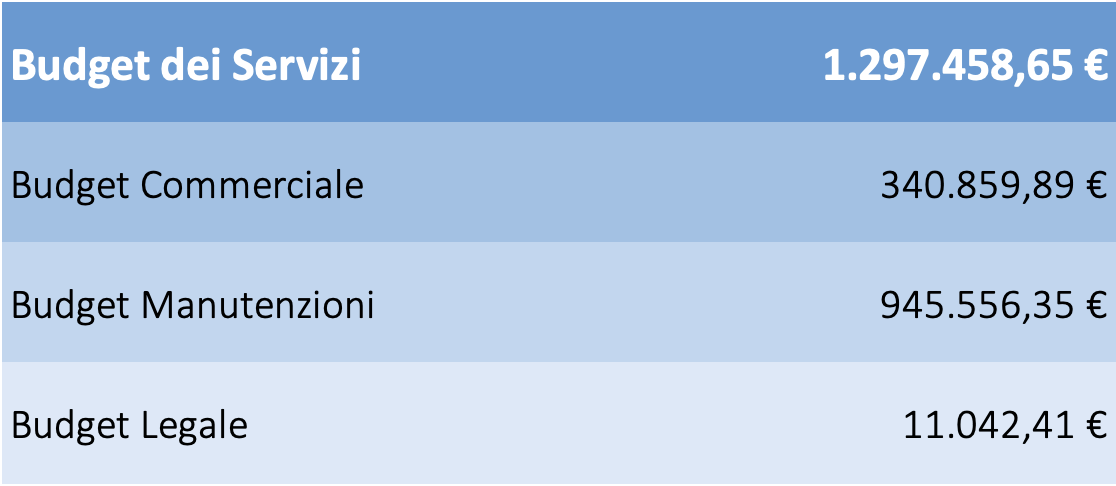 Budget dei Servizi 1.297.458,65 €
Budget Commerciale 340.859,89 €
Budget Manutenzioni 945.556,35 €
Budget Legale 11.042,41 €